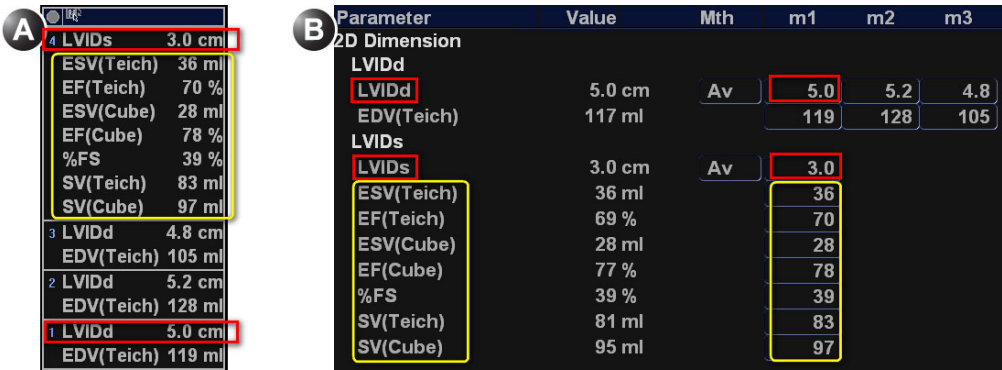 A
4 LVIDs 3.0 cm
ESV(Teich) 36 ml
EF(Teich) 70 %
ESV(Cube) 28 ml
EF(Cube) 78 %
%FS 39 %
SV(Teich) 83 ml
SV(Cube) 97 ml
3 LVIDd 4.8 cm
EDV(Teich) 105 ml
2 LVIDd 5.2 cm
EDV(Teich) 128 ml
1 LVIDd 5.0 cm
EDV(Teich) 119 ml
B
Parameter Value Mth m1 m2 m3
2D Dimension
LVIDd
LVIDd 5.0 cm Av 5.0 5.2 4.8
EDV(Teich) 117 ml 119 128 105
LVIDs
LVIDs 3.0 cm Av 3.0
ESV(Teich) 36 ml 36
EF(Teich) 69 % 70
ESV(Cube) 28 ml 28
EF(Cube) 77 % 78
%FS 39 % 39
SV(Teich) 81 ml 83
SV(Cube) 95 ml 97